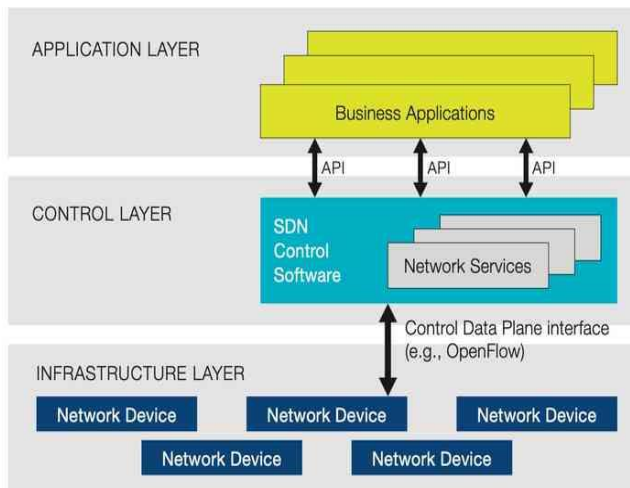 APPLICATION LAYER
Business Applications
API
API
API
CONTROL LAYER
SDN
Control
Software
Network Services
Control Data Plane interface
(e.g., OpenFlow)
INFRASTRUCTURE LAYER
Network Device
Network Device
Network Device
Network Device
Network Device